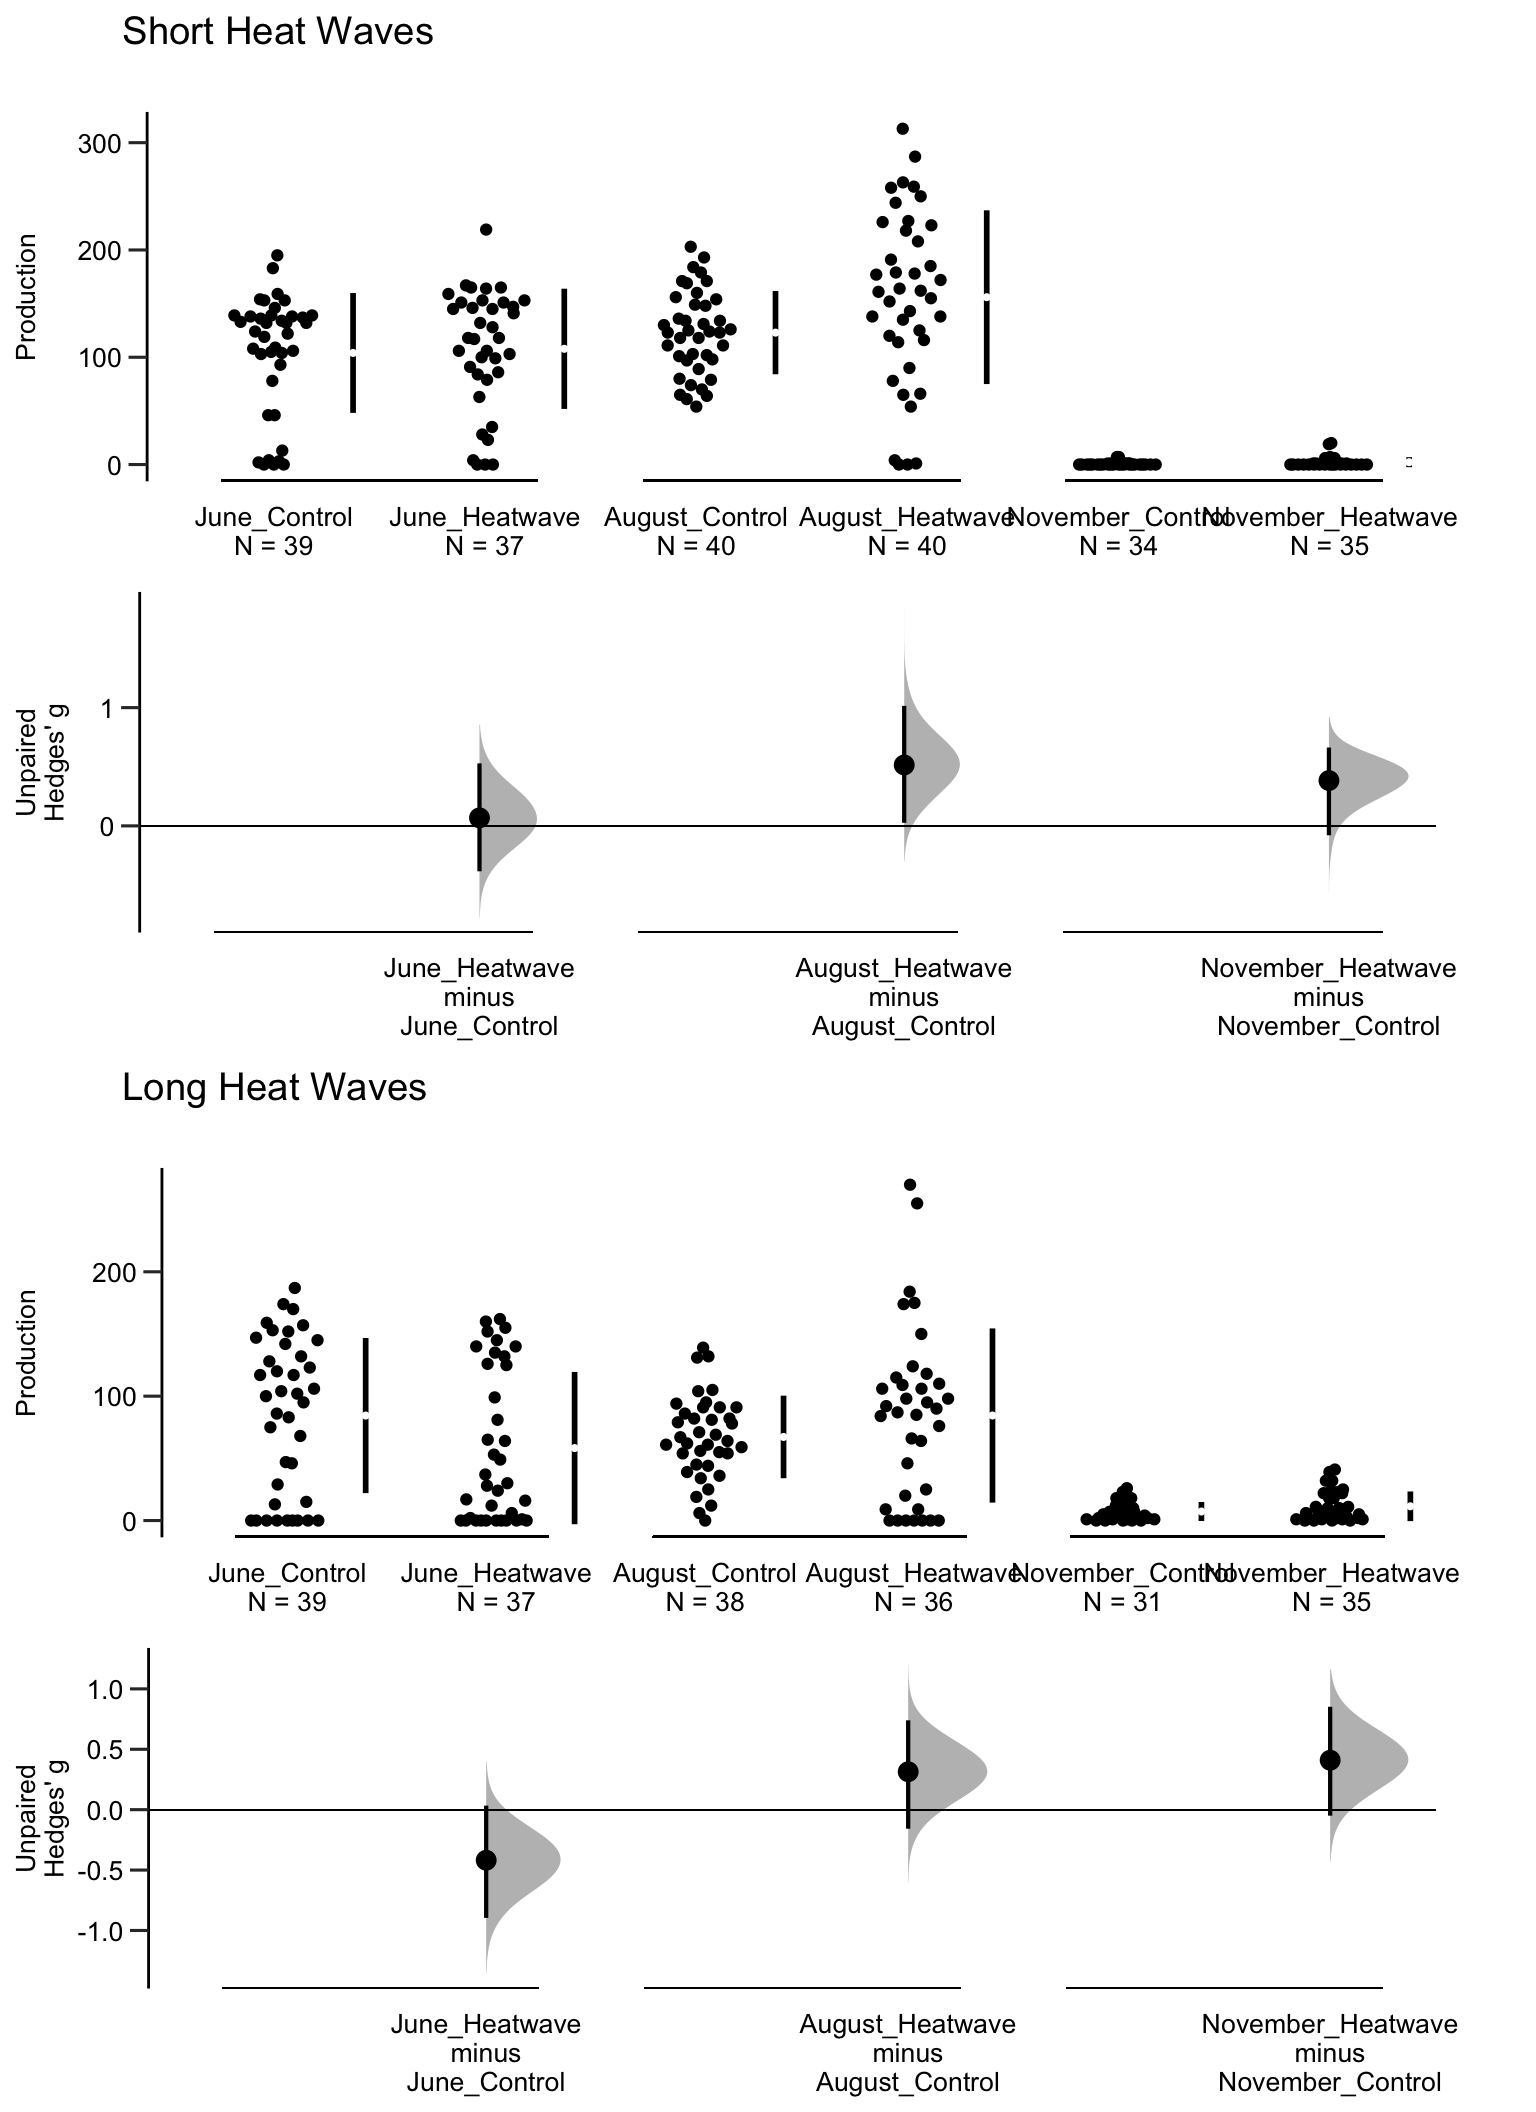 Short Heat Waves
300
200
100
0
Production
June_Control
N = 39
June_Heatwave
N = 37
August_Control
N = 40
August_Heatwave
N = 40
November_Control
N = 34
November_Heatwave
N = 35
1
0
Unpaired
Hedges' g
June_Heatwave
minus
June_Control
August_Heatwave
minus
August_Control
November_Heatwave
minus
November_Control
Long Heat Waves
200
100
0
Production
June_Control
N = 39
June_Heatwave
N = 37
August_Control
N = 38
August_Heatwave
N = 36
November_Control
N = 31
November_Heatwave
N = 35
1.0
0.5
0.0
-0.5
-1.0
Unpaired
Hedges' g
June_Heatwave
minus
June_Control
August_Heatwave
minus
August_Control
November_Heatwave
minus
November_Control